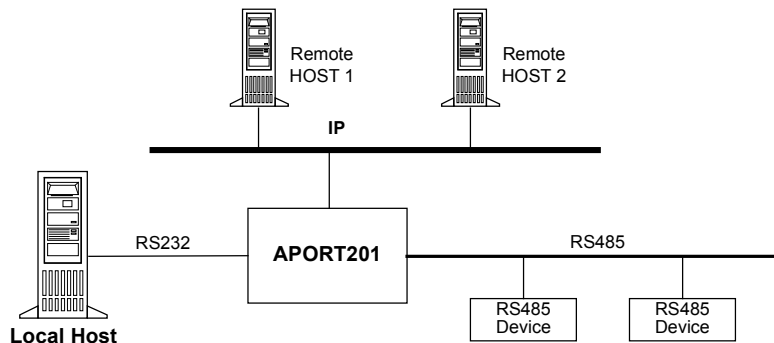 Remote
HOST 1
Remote
HOST 2
IP
RS232
APORT201
RS485
Local Host
RS485
Device
RS485
Device